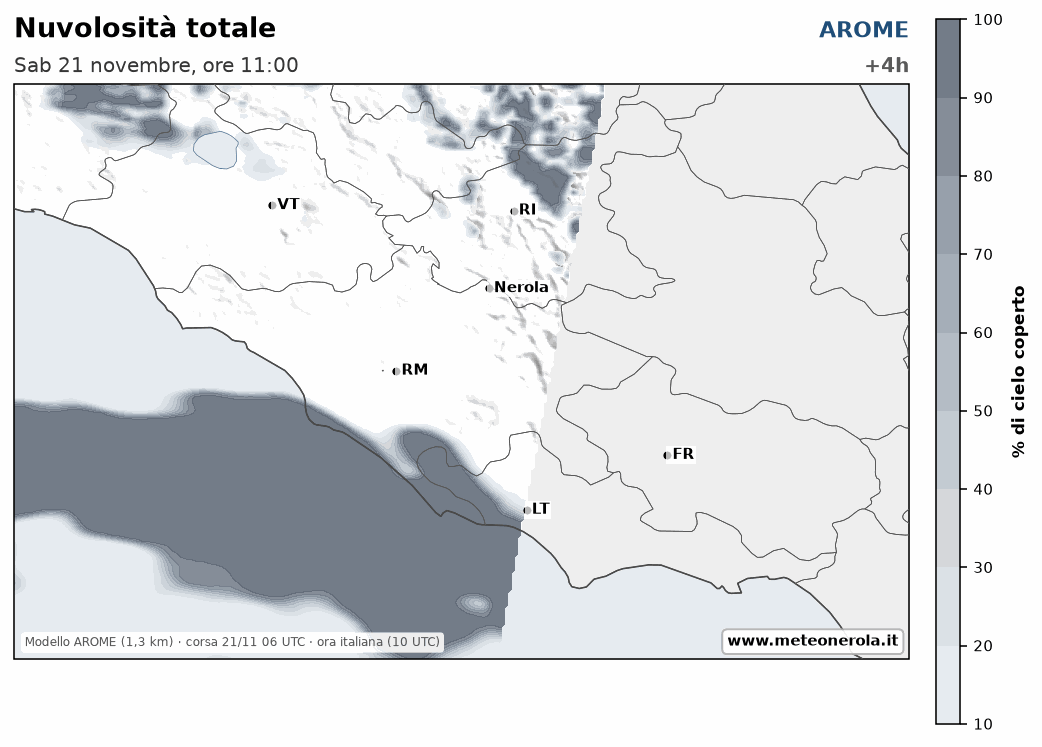 Nuvolosità totale
AROME
Sab 21 novembre, ore 11:00
+4h
100
90
80
70
60
50
40
30
20
10
% di cielo coperto
VT
RI
Nerola
RM
FR
LT
Modello AROME (1,3 km) · corsa 21/11 06 UTC · ora italiana (10 UTC)
www.meteonerola.it